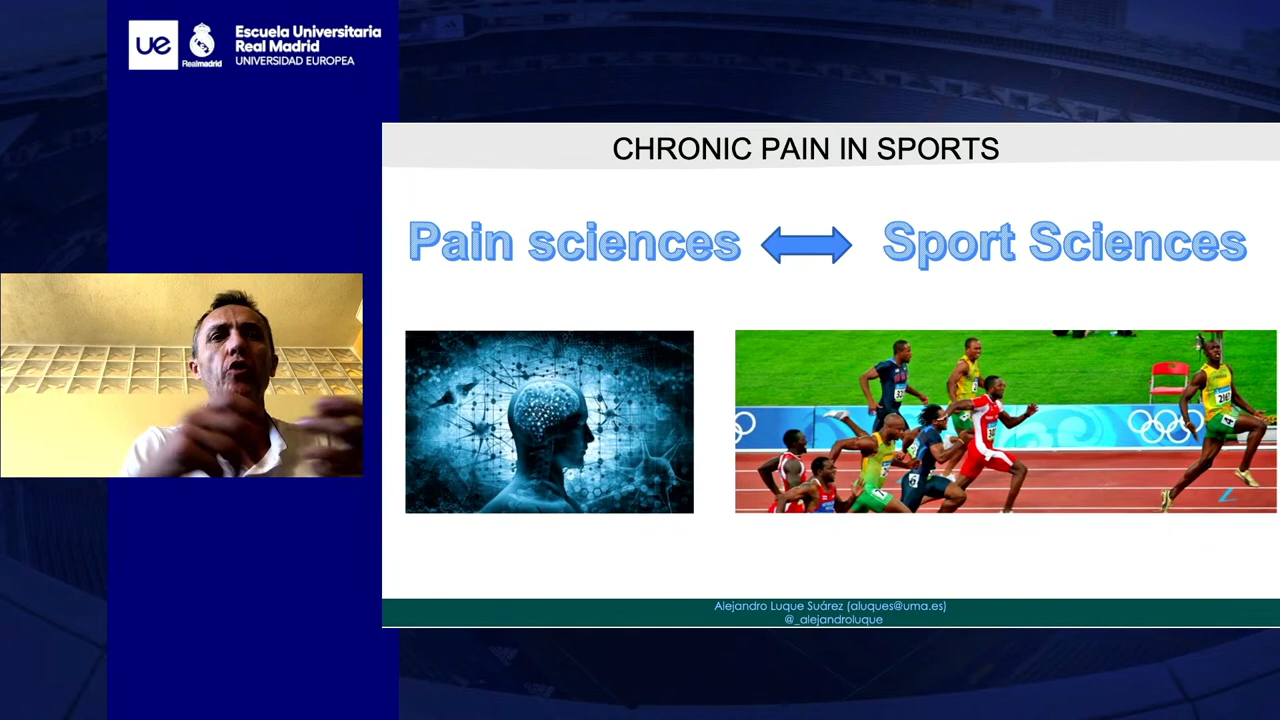 ue
Realmadrid
Escuela Universitaria
Real Madrid
UNIVERSIDAD EUROPEA
CHRONIC PAIN IN SPORTS
Pain sciences
Sport Sciences
Alejandro Luque Suárez (aluques@uma.es)
@_alejandroluque